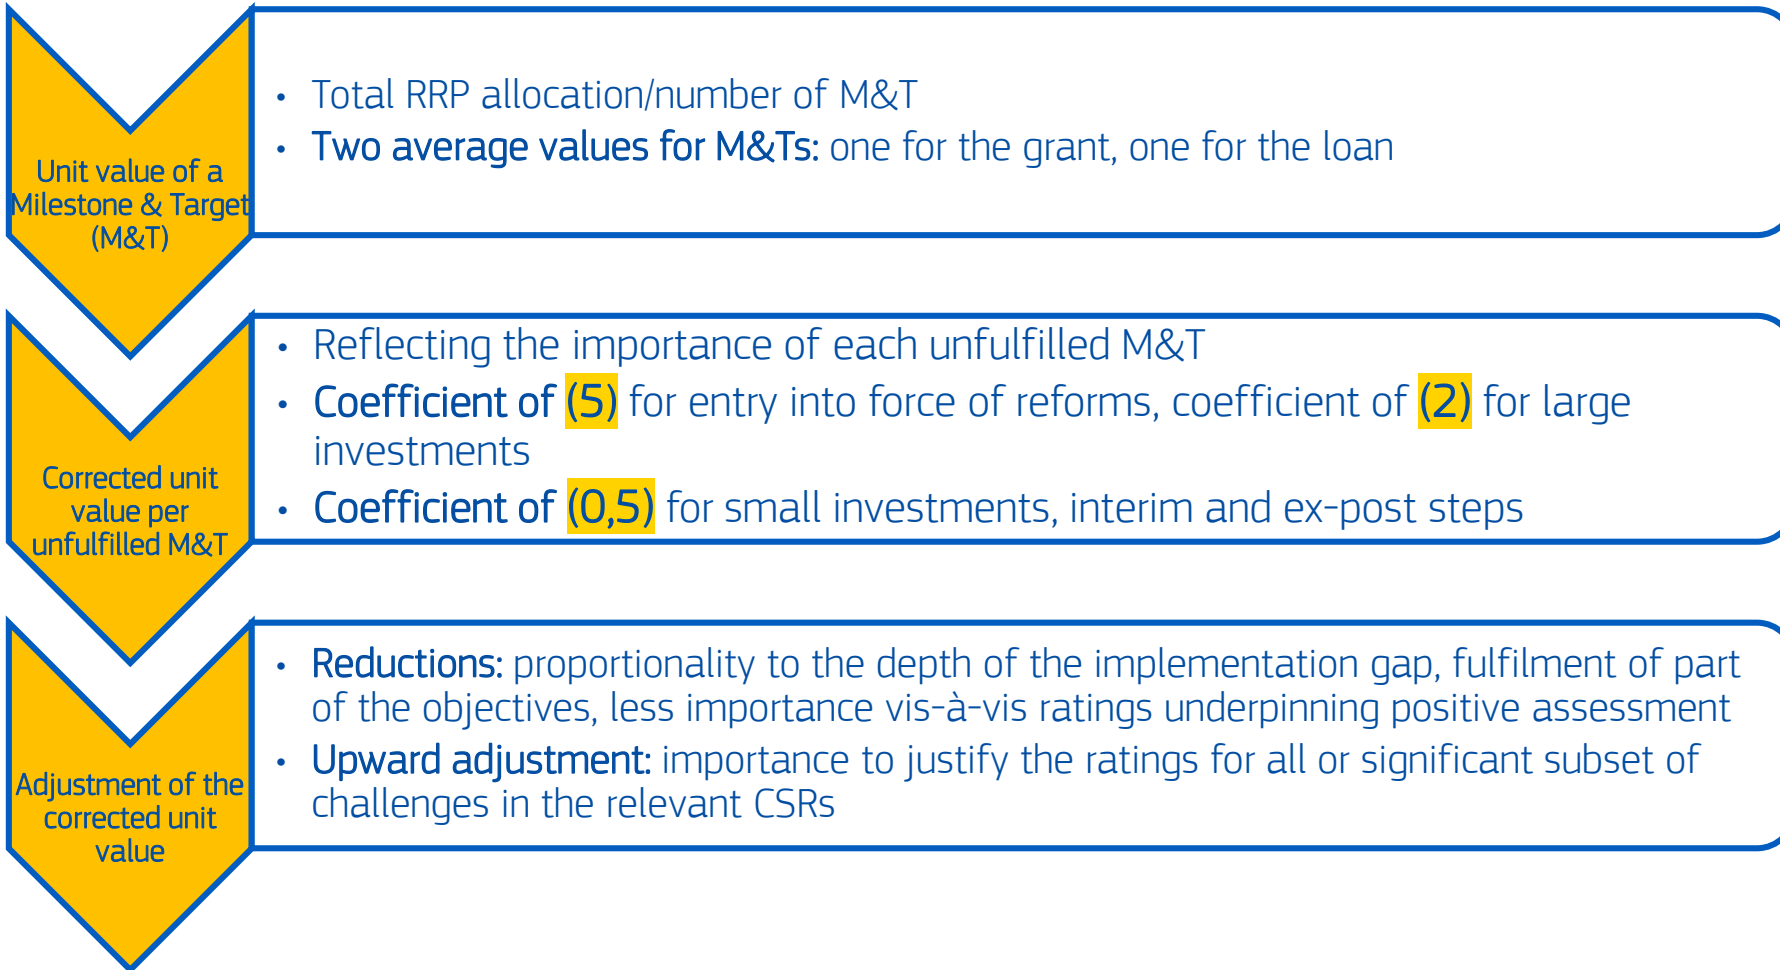 Unit value of a
Milestone & Target
(M&T)
• Total RRP allocation/number of M&T
• Two average values for M&Ts: one for the grant, one for the loan
Corrected unit
value per
unfulfilled M&T
• Reflecting the importance of each unfulfilled M&T
• Coefficient of (5) for entry into force of reforms, coefficient of (2) for large
investments
• Coefficient of (0,5) for small investments, interim and ex-post steps
Adjustment of the
corrected unit
value
• Reductions: proportionality to the depth of the implementation gap, fulfilment of part
of the objectives, less importance vis-à-vis ratings underpinning positive assessment
• Upward adjustment: importance to justify the ratings for all or significant subset of
challenges in the relevant CSRs